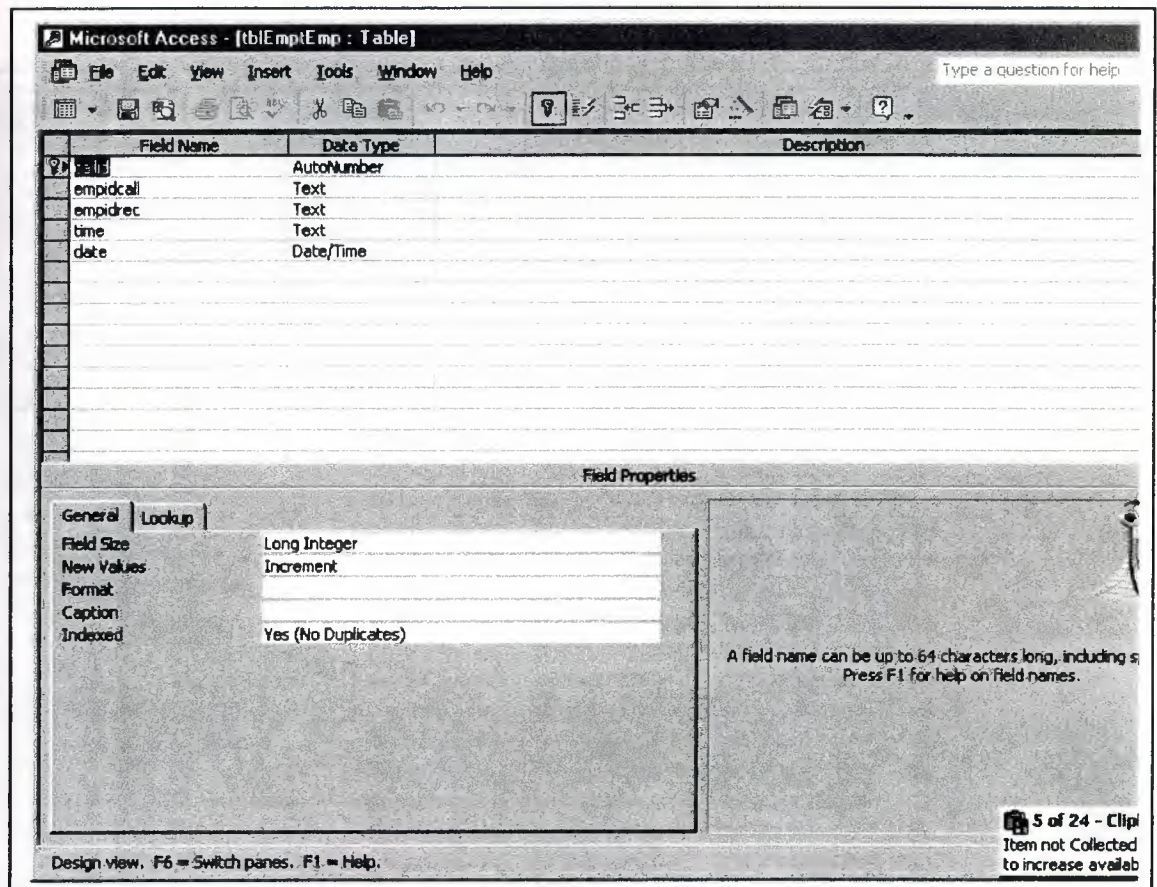 Microsoft Access - [tblEmptEmp : Table]
File Edit View Insert Tools Window Help
Type a question for help
Field Name Data Type Description
AutoNumber
empidcall Text
empidrec Text
time Text
date Date/Time
Field Properties
General Lookup
Field Size Long Integer
New Values Increment
Format
Caption
Indexed Yes (No Duplicates)
A field name can be up to 64 characters long, including
Press F1 for help on field names.
5 of 24 - Clip
Item not Collected
to increase availab
Design view. F6 = Switch panes. F1 = Help.